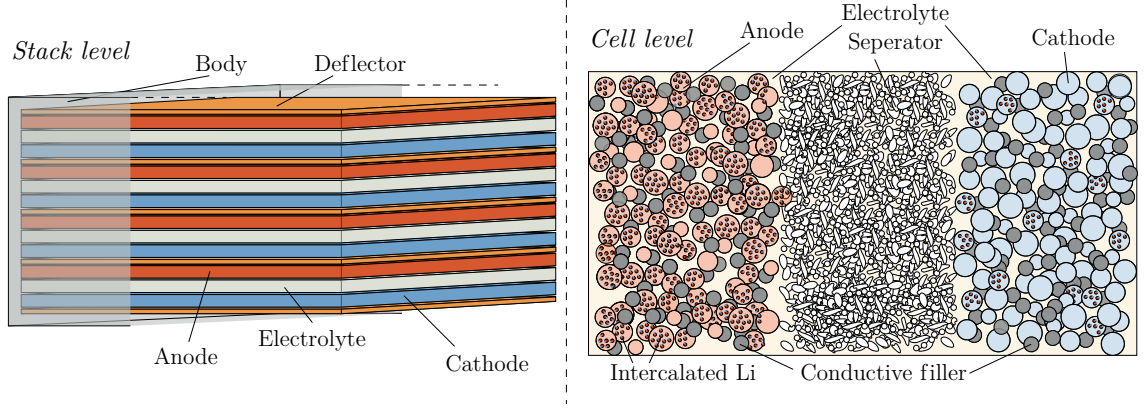 Stack level
Body
Deflector
Anode
Electrolyte
Cathode
Cell level
Anode
Electrolyte
Seperator
Cathode
Intercalated Li
Conductive filler